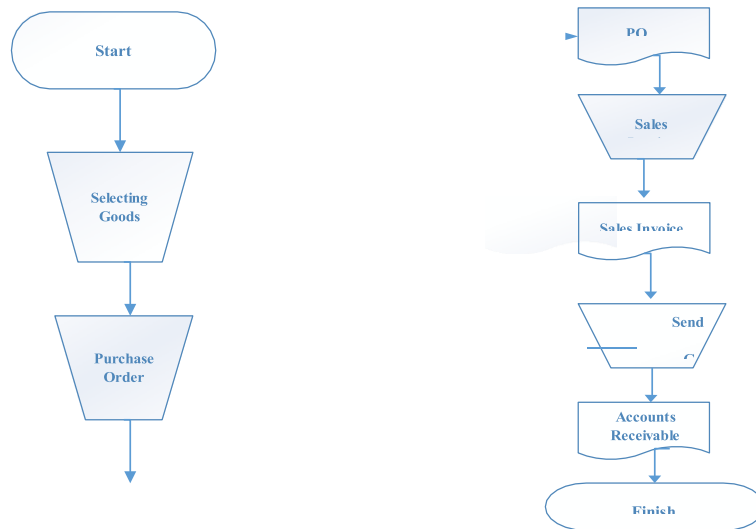 Start
Selecting
Goods
Purchase
Order
PO
Sales
Sales Invoice
Send
Accounts
Receivable
Finish